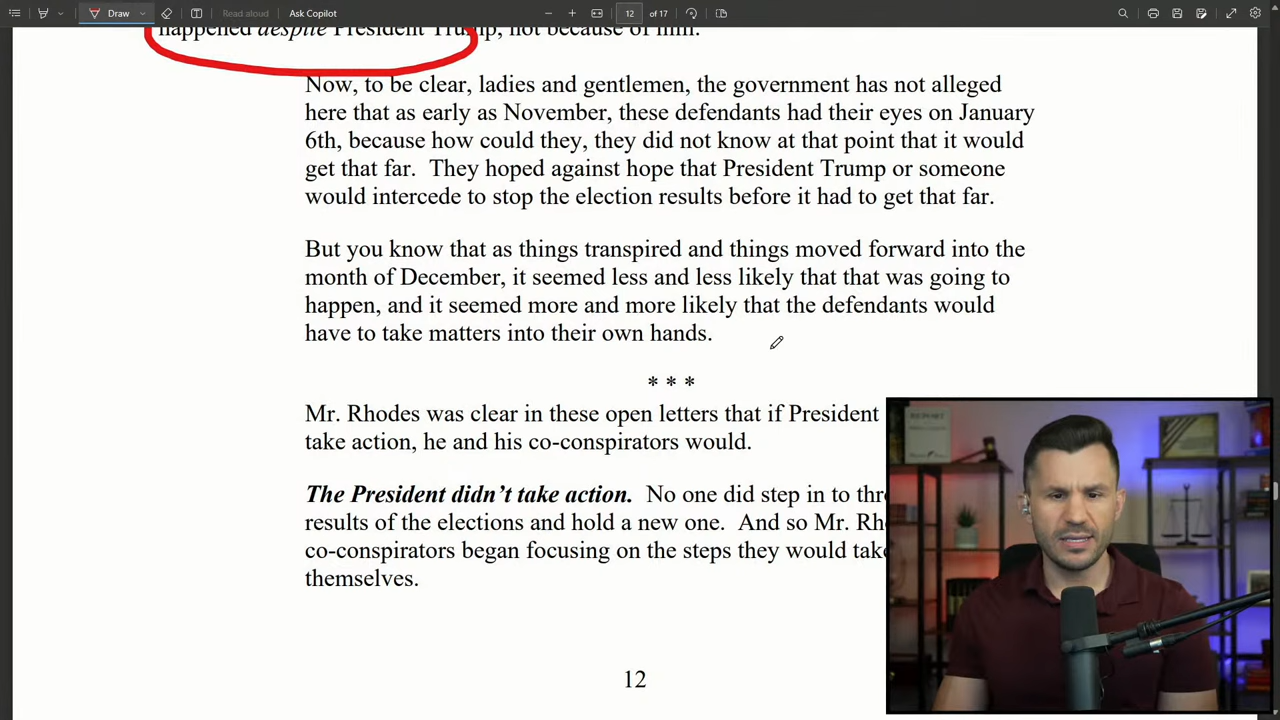 Draw
Read aloud
Ask Copilot
12
of 17
happened despite President Trump, not because of him.
Now, to be clear, ladies and gentlemen, the government has not alleged
here that as early as November, these defendants had their eyes on January
6th, because how could they, they did not know at that point that it would
get that far. They hoped against hope that President Trump or someone
would intercede to stop the election results before it had to get that far.
But you know that as things transpired and things moved forward into the
month of December, it seemed less and less likely that that was going to
happen, and it seemed more and more likely that the defendants would
have to take matters into their own hands.
* * *
Mr. Rhodes was clear in these open letters that if President
take action, he and his co-conspirators would.
The President didn't take action. No one did step in to
results of the elections and hold a new one. And so Mr.
co-conspirators began focusing on the steps they would
themselves.
12